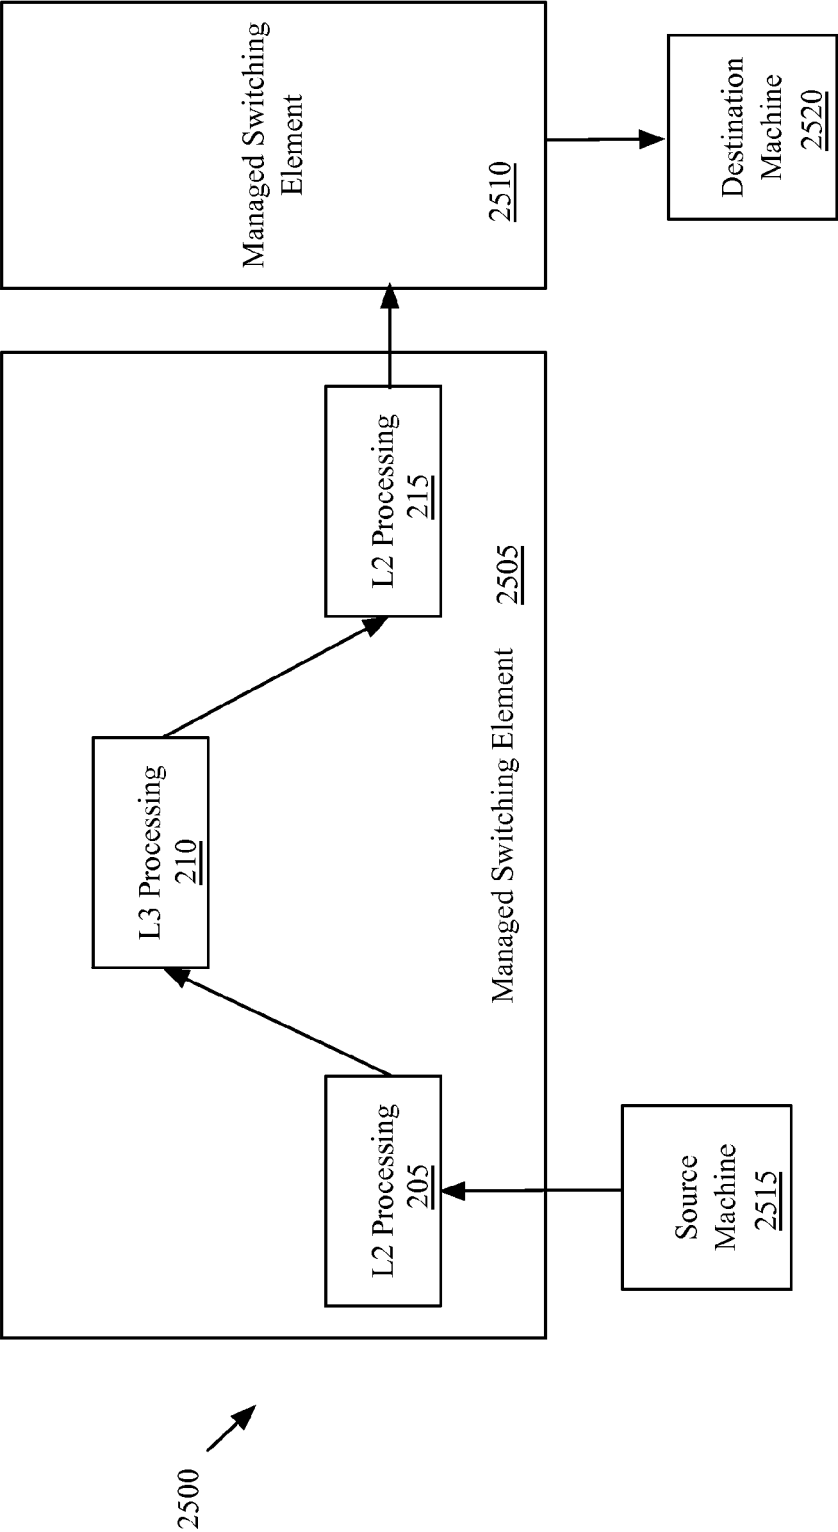 2500
L3 Processing
210
L2 Processing
205
L2 Processing
215
Managed Switching Element
2505
Managed Switching
Element
2510
Source
Machine
2515
Destination
Machine
2520